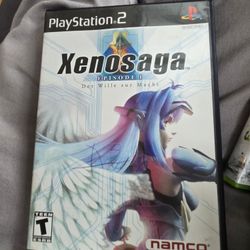 PlayStation 2
Xenosaga
EPISODE I
Der Wille zur Macht
TEEN
T
namco